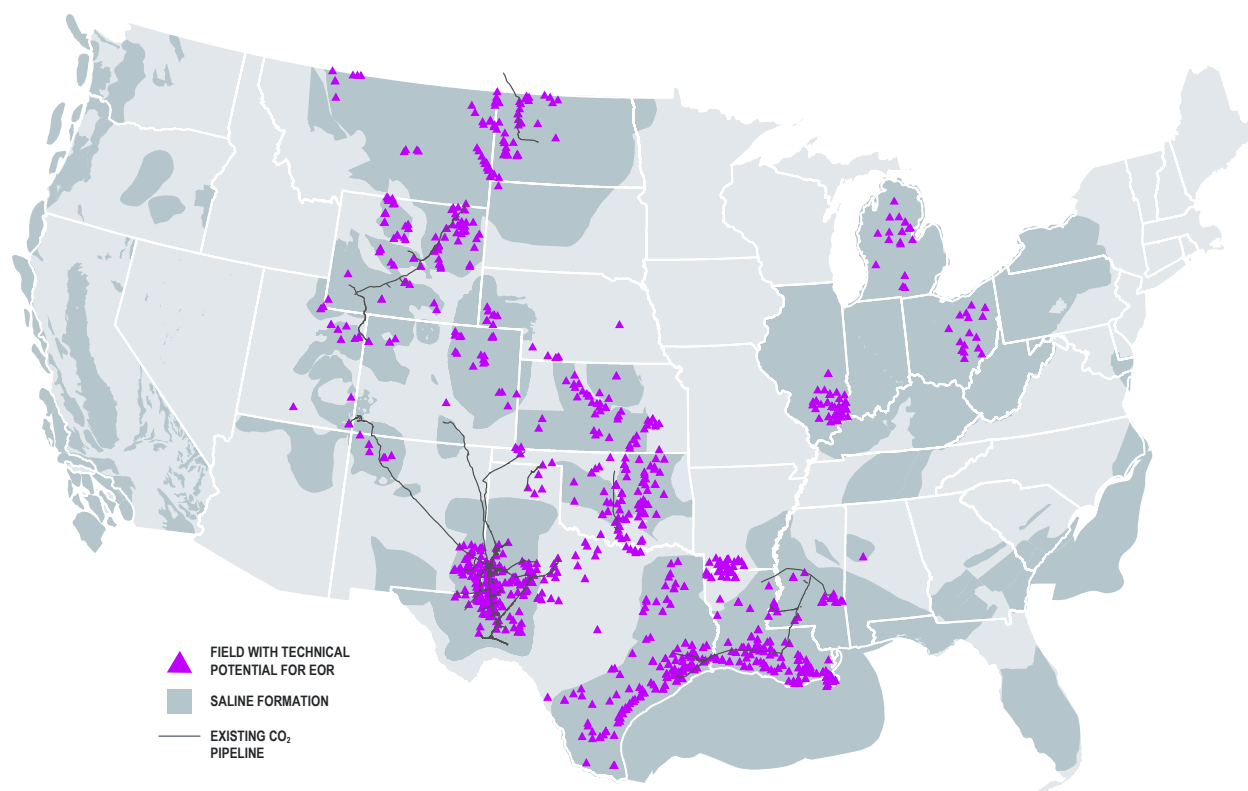 FIELD WITH TECHNICAL
POTENTIAL FOR EOR
SALINE FORMATION
EXISTING CO₂
PIPELINE